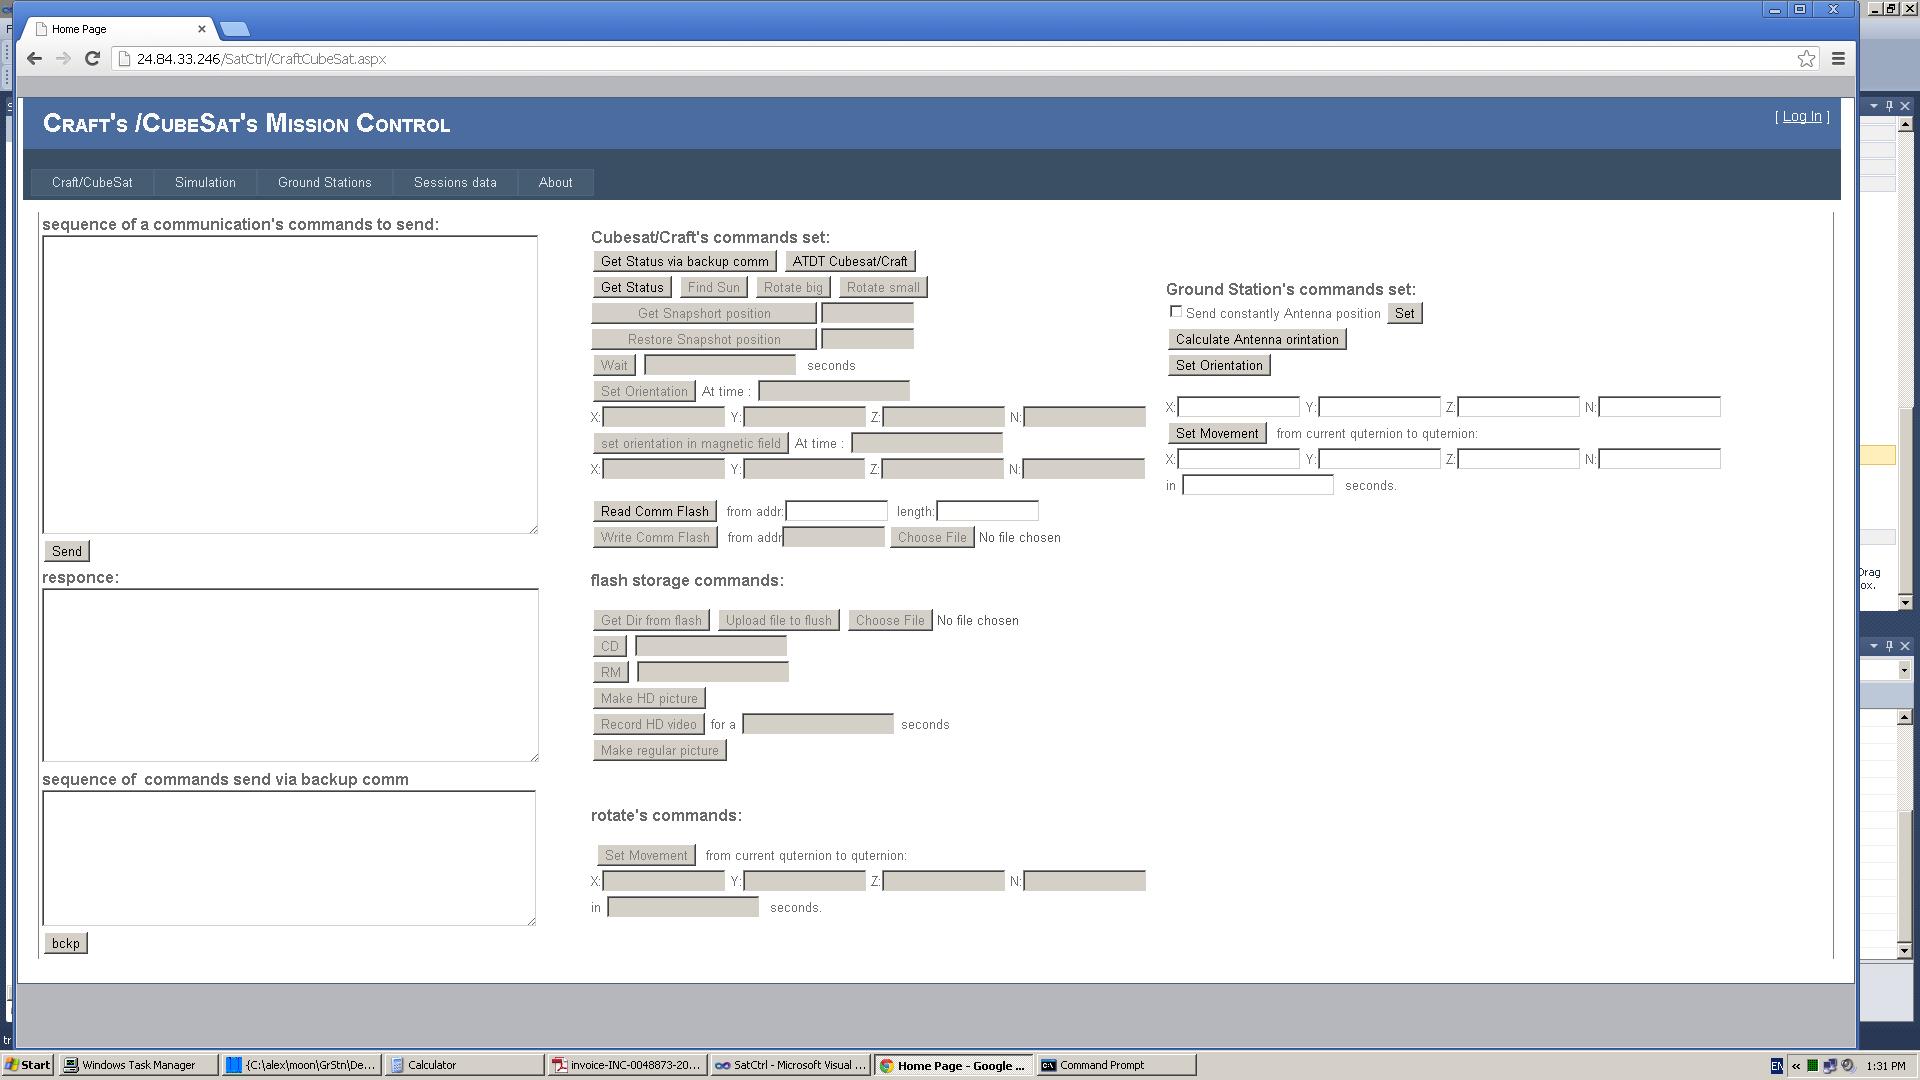 Home Page
24.84.33.246/SatCtrl/CraftCubeSat.aspx
Craft's /CubeSat's Mission Control
[ Log In ]
Craft/CubeSat Simulation Ground Stations Sessions data About
sequence of a communication's commands to send:
Send
responce:
sequence of commands send via backup comm
bckp
Cubesat/Craft's commands set:
Get Status via backup comm ATDT Cubesat/Craft
Get Status Find Sun Rotate big Rotate small
Get Snapshort position
Restore Snapshot position
Wait seconds
Set Orientation At time :
X: Y: Z: N:
set orientation in magnetic field At time :
X: Y: Z: N:
Read Comm Flash from addr: length:
Write Comm Flash from addr Choose File No file chosen
flash storage commands:
Get Dir from flash Upload file to flush Choose File No file chosen
CD
RM
Make HD picture
Record HD video for a seconds
Make regular picture
rotate's commands:
Set Movement from current quternion to quternion:
X: Y: Z: N:
in seconds.
Ground Station's commands set:
Send constantly Antenna position Set
Calculate Antenna orintation
Set Orientation
X: Y: Z: N:
Set Movement from current quternion to quternion:
X: Y: Z: N:
in seconds.
Drag
ox.
Start Windows Task Manager {C:\alex\moon\GrStn\De... Calculator invoice-INC-0048873-20... SatCtrl - Microsoft Visual ... Home Page - Google ... Command Prompt EN « 1:31 PM